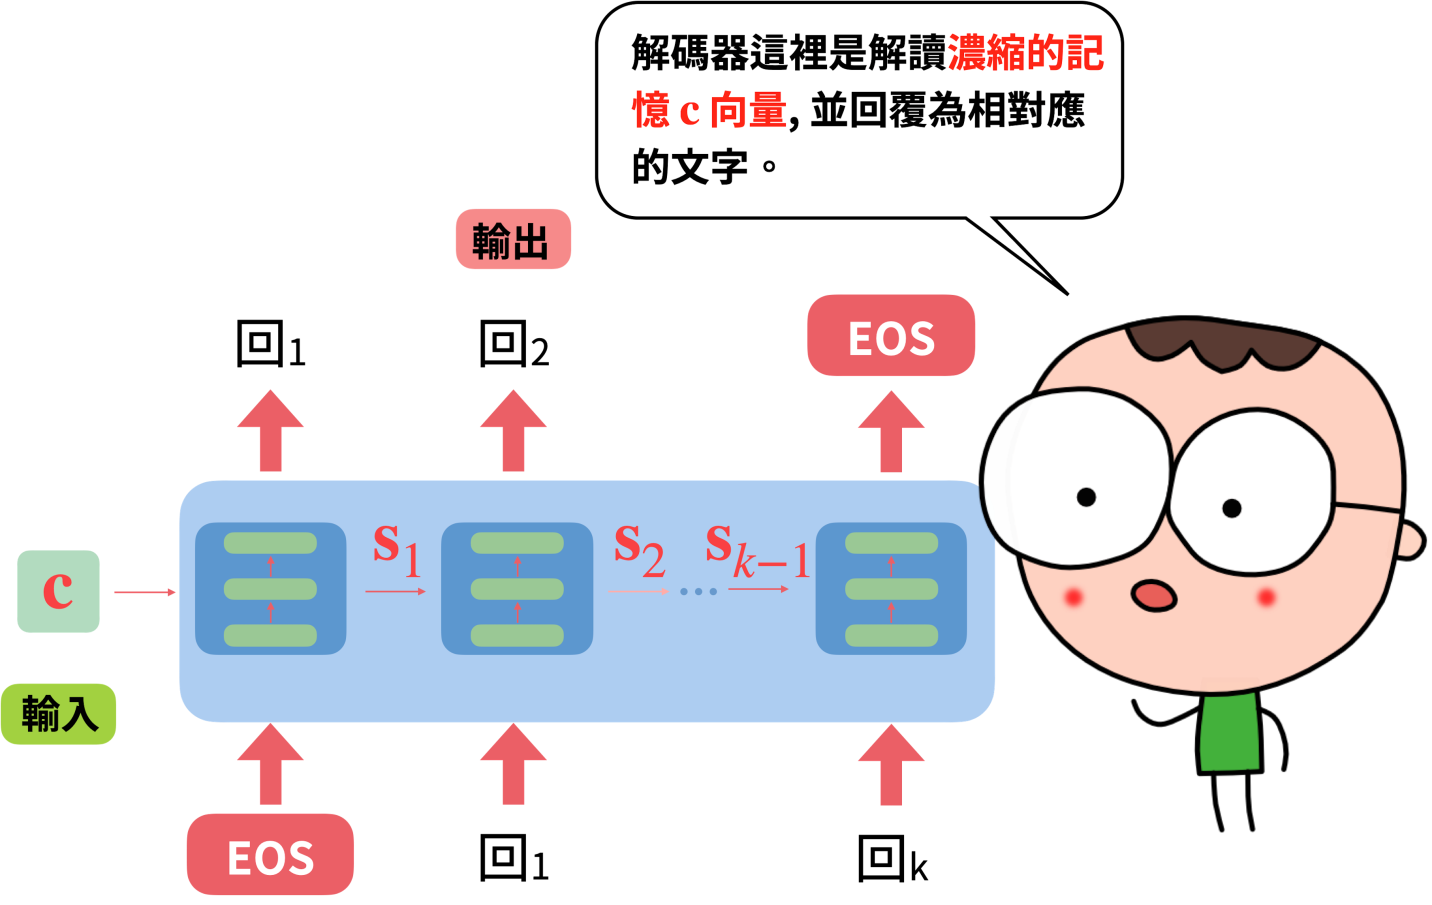 解碼器這裡是解讀濃縮的記
憶 c 向量, 並回覆為相對應
的文字。
輸出
回1 回2 EOS
s1 s2 ... sk−1
c
輸入
EOS 回1 回k